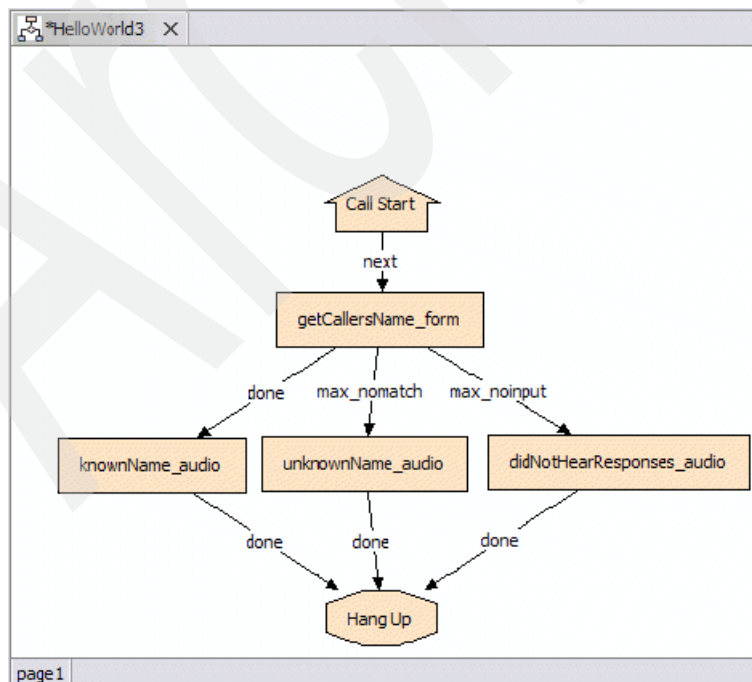 *HelloWorld3
Call Start
next
getCallersName_form
done
max_nomatch
max_noinput
knownName_audio
unknownName_audio
didNotHearResponses_audio
done
done
done
Hang Up
page1